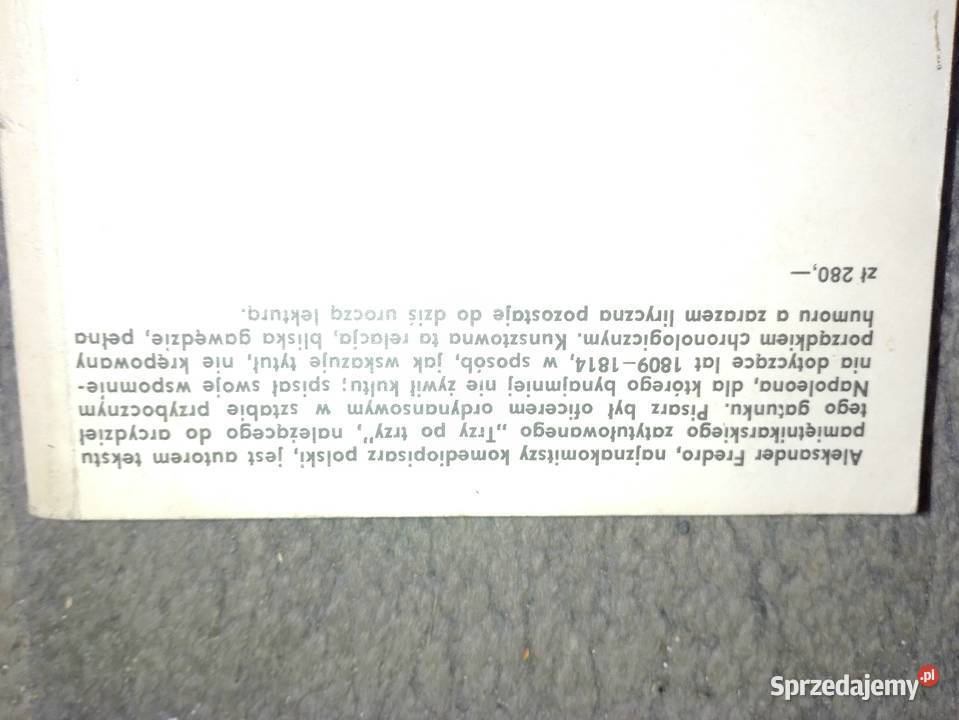 Aleksander Fredro, najznakomitszy komediopisarz polski, jest autorem tekstu
pamiętnikarskiego zatytułowanego „Trzy po trzy”, należącego do arcydzieł
tego gatunku. Pisarz był oficerem ordynansowym w sztabie przybocznym
Napoleona, dla którego bynajmniej nie żywił kultu; spisał swoje wspomnie-
nia dotyczące lat 1809–1814, w sposób, jak wskazuje tytuł, nie krępowany
porządkiem chronologicznym. Kunsztowna ta relacja, bliska gawędzie, pełna
humoru a zarazem liryczna pozostaje do dziś uroczą lekturą.
zł 280,—
Sprzedajemy.pl